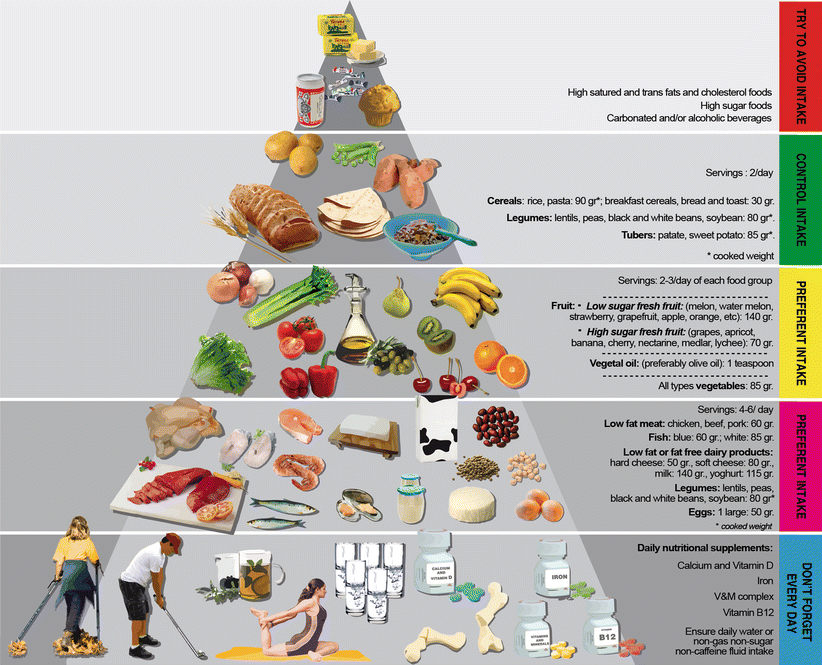 TRY TO AVOID INTAKE
High satured and trans fats and cholesterol foods
High sugar foods
Carbonated and/or alcoholic beverages
CONTROL INTAKE
Servings : 2/day
Cereals: rice, pasta: 90 gr*; breakfast cereals, bread and toast: 30 gr.
Legumes: lentils, peas, black and white beans, soybean: 80 gr*.
Tubers: patate, sweet potato: 85 gr*.
* cooked weight
PREFERENT INTAKE
Servings: 2-3/day of each food group
Fruit: • Low sugar fresh fruit: (melon, water melon,
strawberry, grapefruit, apple, orange, etc): 140 gr.
• High sugar fresh fruit: (grapes, apricot,
banana, cherry, nectarine, medlar, lychee): 70 gr.
Vegetal oil: (preferably olive oil): 1 teaspoon
All types vegetables: 85 gr.
PREFERENT INTAKE
Servings: 4-6/ day
Low fat meat: chicken, beef, pork: 60 gr.
Fish: blue: 60 gr.; white: 85 gr.
Low fat or fat free dairy products:
hard cheese: 50 gr., soft cheese: 80 gr.,
milk: 140 gr., yoghurt: 115 gr.
Legumes: lentils, peas,
black and white beans, soybean: 80 gr*
Eggs: 1 large: 50 gr.
* cooked weight
DON'T FORGET
EVERY DAY
Daily nutritional supplements:
Calcium and Vitamin D
Iron
V&M complex
Vitamin B12
Ensure daily water or
non-gas non-sugar
non-caffeine fluid intake
CALCIUM
AND
VITAMIN D
IRON
VITAMINS
AND
MINERALS
VITAMIN
B12